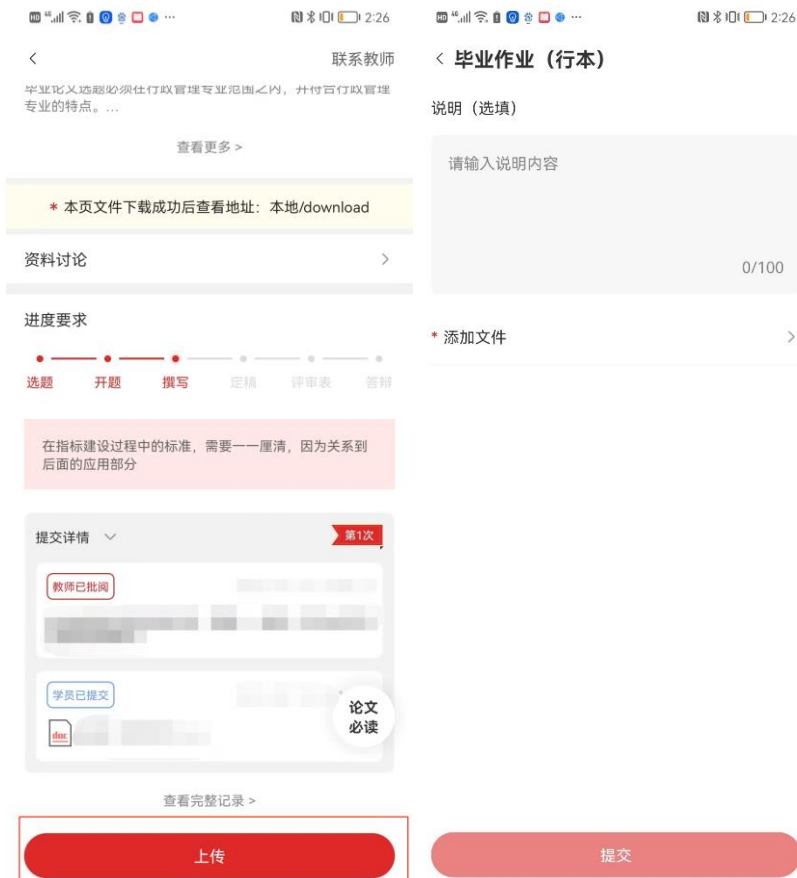 2:26
联系教师
毕业论文选题必须在行政管理专业范围之内，并符合行政管理
专业的特点。...
查看更多 >
* 本页文件下载成功后查看地址：本地/download
资料讨论
进度要求
选题 开题 撰写 定稿 评审表 答辩
在指标建设过程中的标准，需要一一厘清，因为关系到
后面的应用部分
提交详情
第1次
教师已批阅
学员已提交
doc
论文
必读
查看完整记录 >
上传
2:26
毕业作业（行本）
说明（选填）
请输入说明内容
0/100
* 添加文件
提交